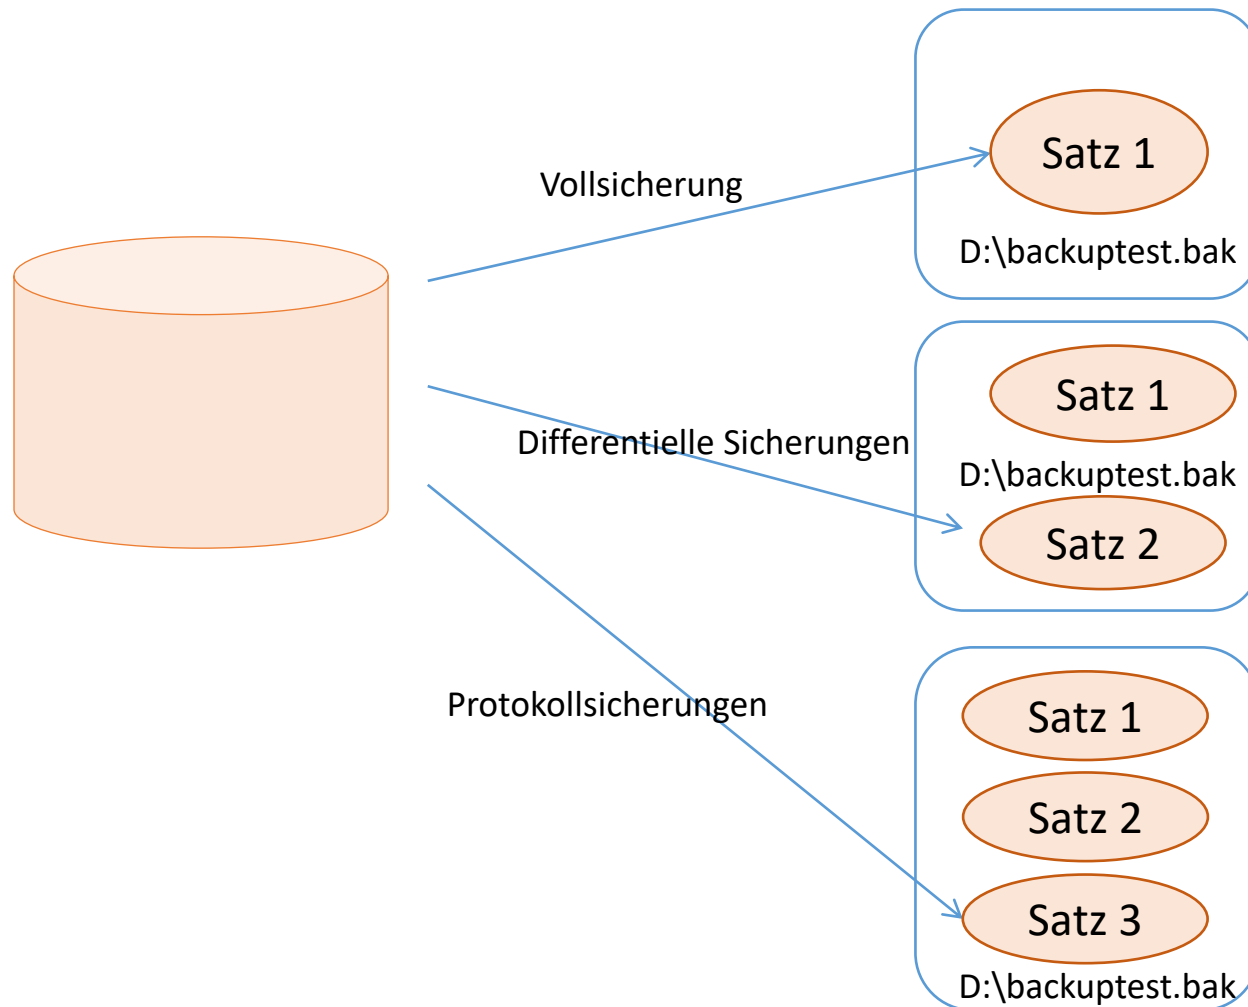 Vollsicherung
Satz 1
D:\backuptest.bak
Differentielle Sicherungen
Satz 1
D:\backuptest.bak
Satz 2
Protokollsicherungen
Satz 1
Satz 2
Satz 3
D:\backuptest.bak